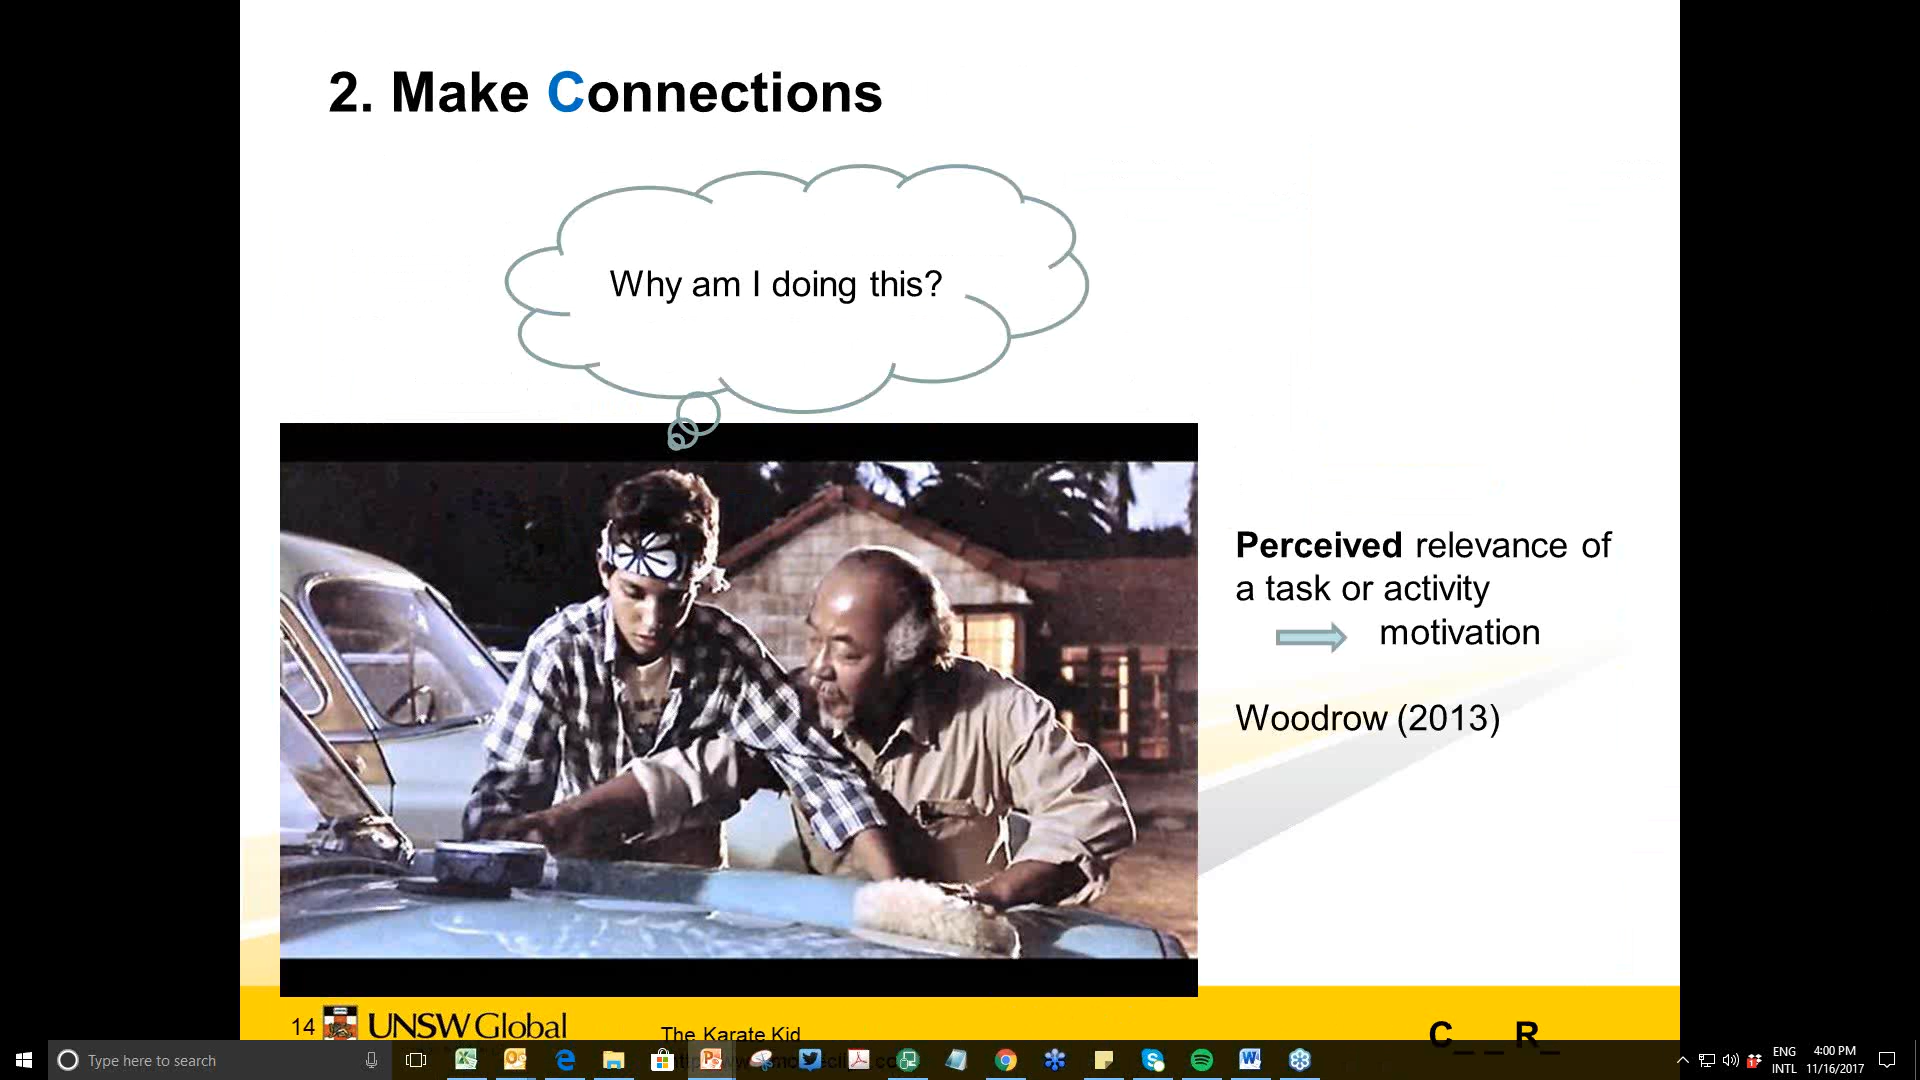 2. Make Connections
Why am I doing this?
Perceived relevance of
a task or activity
motivation
Woodrow (2013)
14
UNSW Global
The Karate Kid
C_ _ R_
Type here to search
ENG
INTL
4:00 PM
11/16/2017